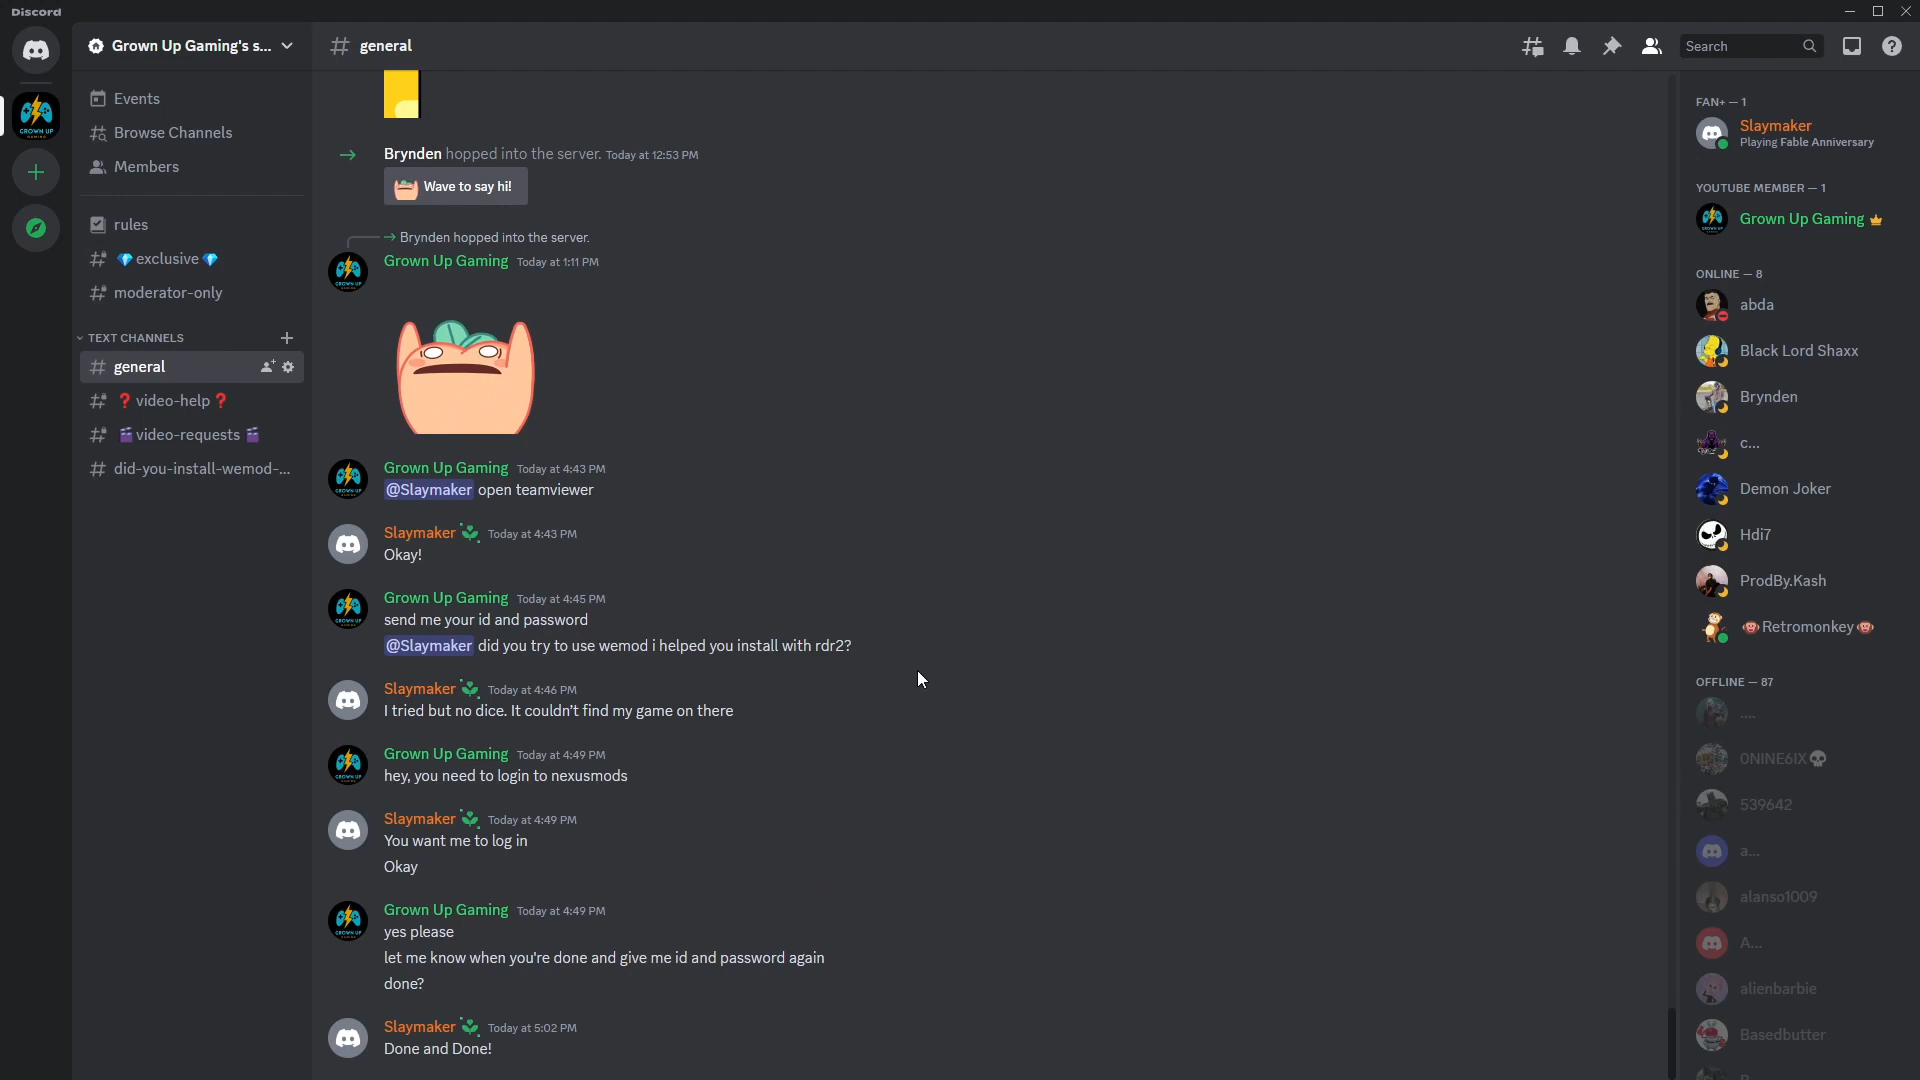 Discord
Grown Up Gaming's s...
Events
Browse Channels
Members
rules
💎exclusive💎
moderator-only
TEXT CHANNELS
general
❓video-help❓
🎬video-requests🎬
did-you-install-wemod-...
general
Search
Brynden hopped into the server. Today at 12:53 PM
Wave to say hi!
Brynden hopped into the server.
Grown Up Gaming Today at 1:11 PM
Grown Up Gaming Today at 4:43 PM
@Slaymaker open teamviewer
Slaymaker Today at 4:43 PM
Okay!
Grown Up Gaming Today at 4:45 PM
send me your id and password
@Slaymaker did you try to use wemod i helped you install with rdr2?
Slaymaker Today at 4:46 PM
I tried but no dice. It couldn't find my game on there
Grown Up Gaming Today at 4:49 PM
hey, you need to login to nexusmods
Slaymaker Today at 4:49 PM
You want me to log in
Okay
Grown Up Gaming Today at 4:49 PM
yes please
let me know when you're done and give me id and password again
done?
Slaymaker Today at 5:02 PM
Done and Done!
FAN+ — 1
Slaymaker
Playing Fable Anniversary
YOUTUBE MEMBER — 1
Grown Up Gaming
ONLINE — 8
abda
Black Lord Shaxx
Brynden
c...
Demon Joker
Hdi7
ProdBy.Kash
🐵Retromonkey🐵
OFFLINE — 87
....
0NINE6IX💀
539642
a...
alanso1009
A...
alienbarbie
Basedbutter